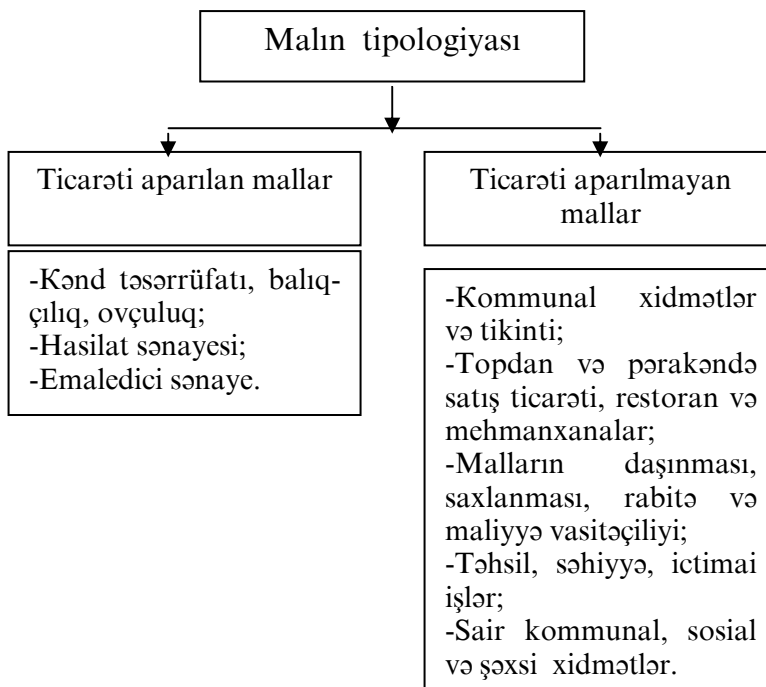 Malın tipologiyası
Ticarəti aparılan mallar
-Kənd təsərrüfatı, balıq-
çılıq, ovçuluq;
-Hasilat sənayesi;
-Emaledici sənaye.
Ticarəti aparılmayan
mallar
-Kommunal xidmətlər
və tikinti;
-Topdan və pərakəndə
satış ticarəti, restoran və
mehmanxanalar;
-Malların daşınması,
saxlanması, rabitə və
maliyyə vasitəçiliyi;
-Təhsil, səhiyyə, ictimai
işlər;
-Sair kommunal, sosial
və şəxsi xidmətlər.